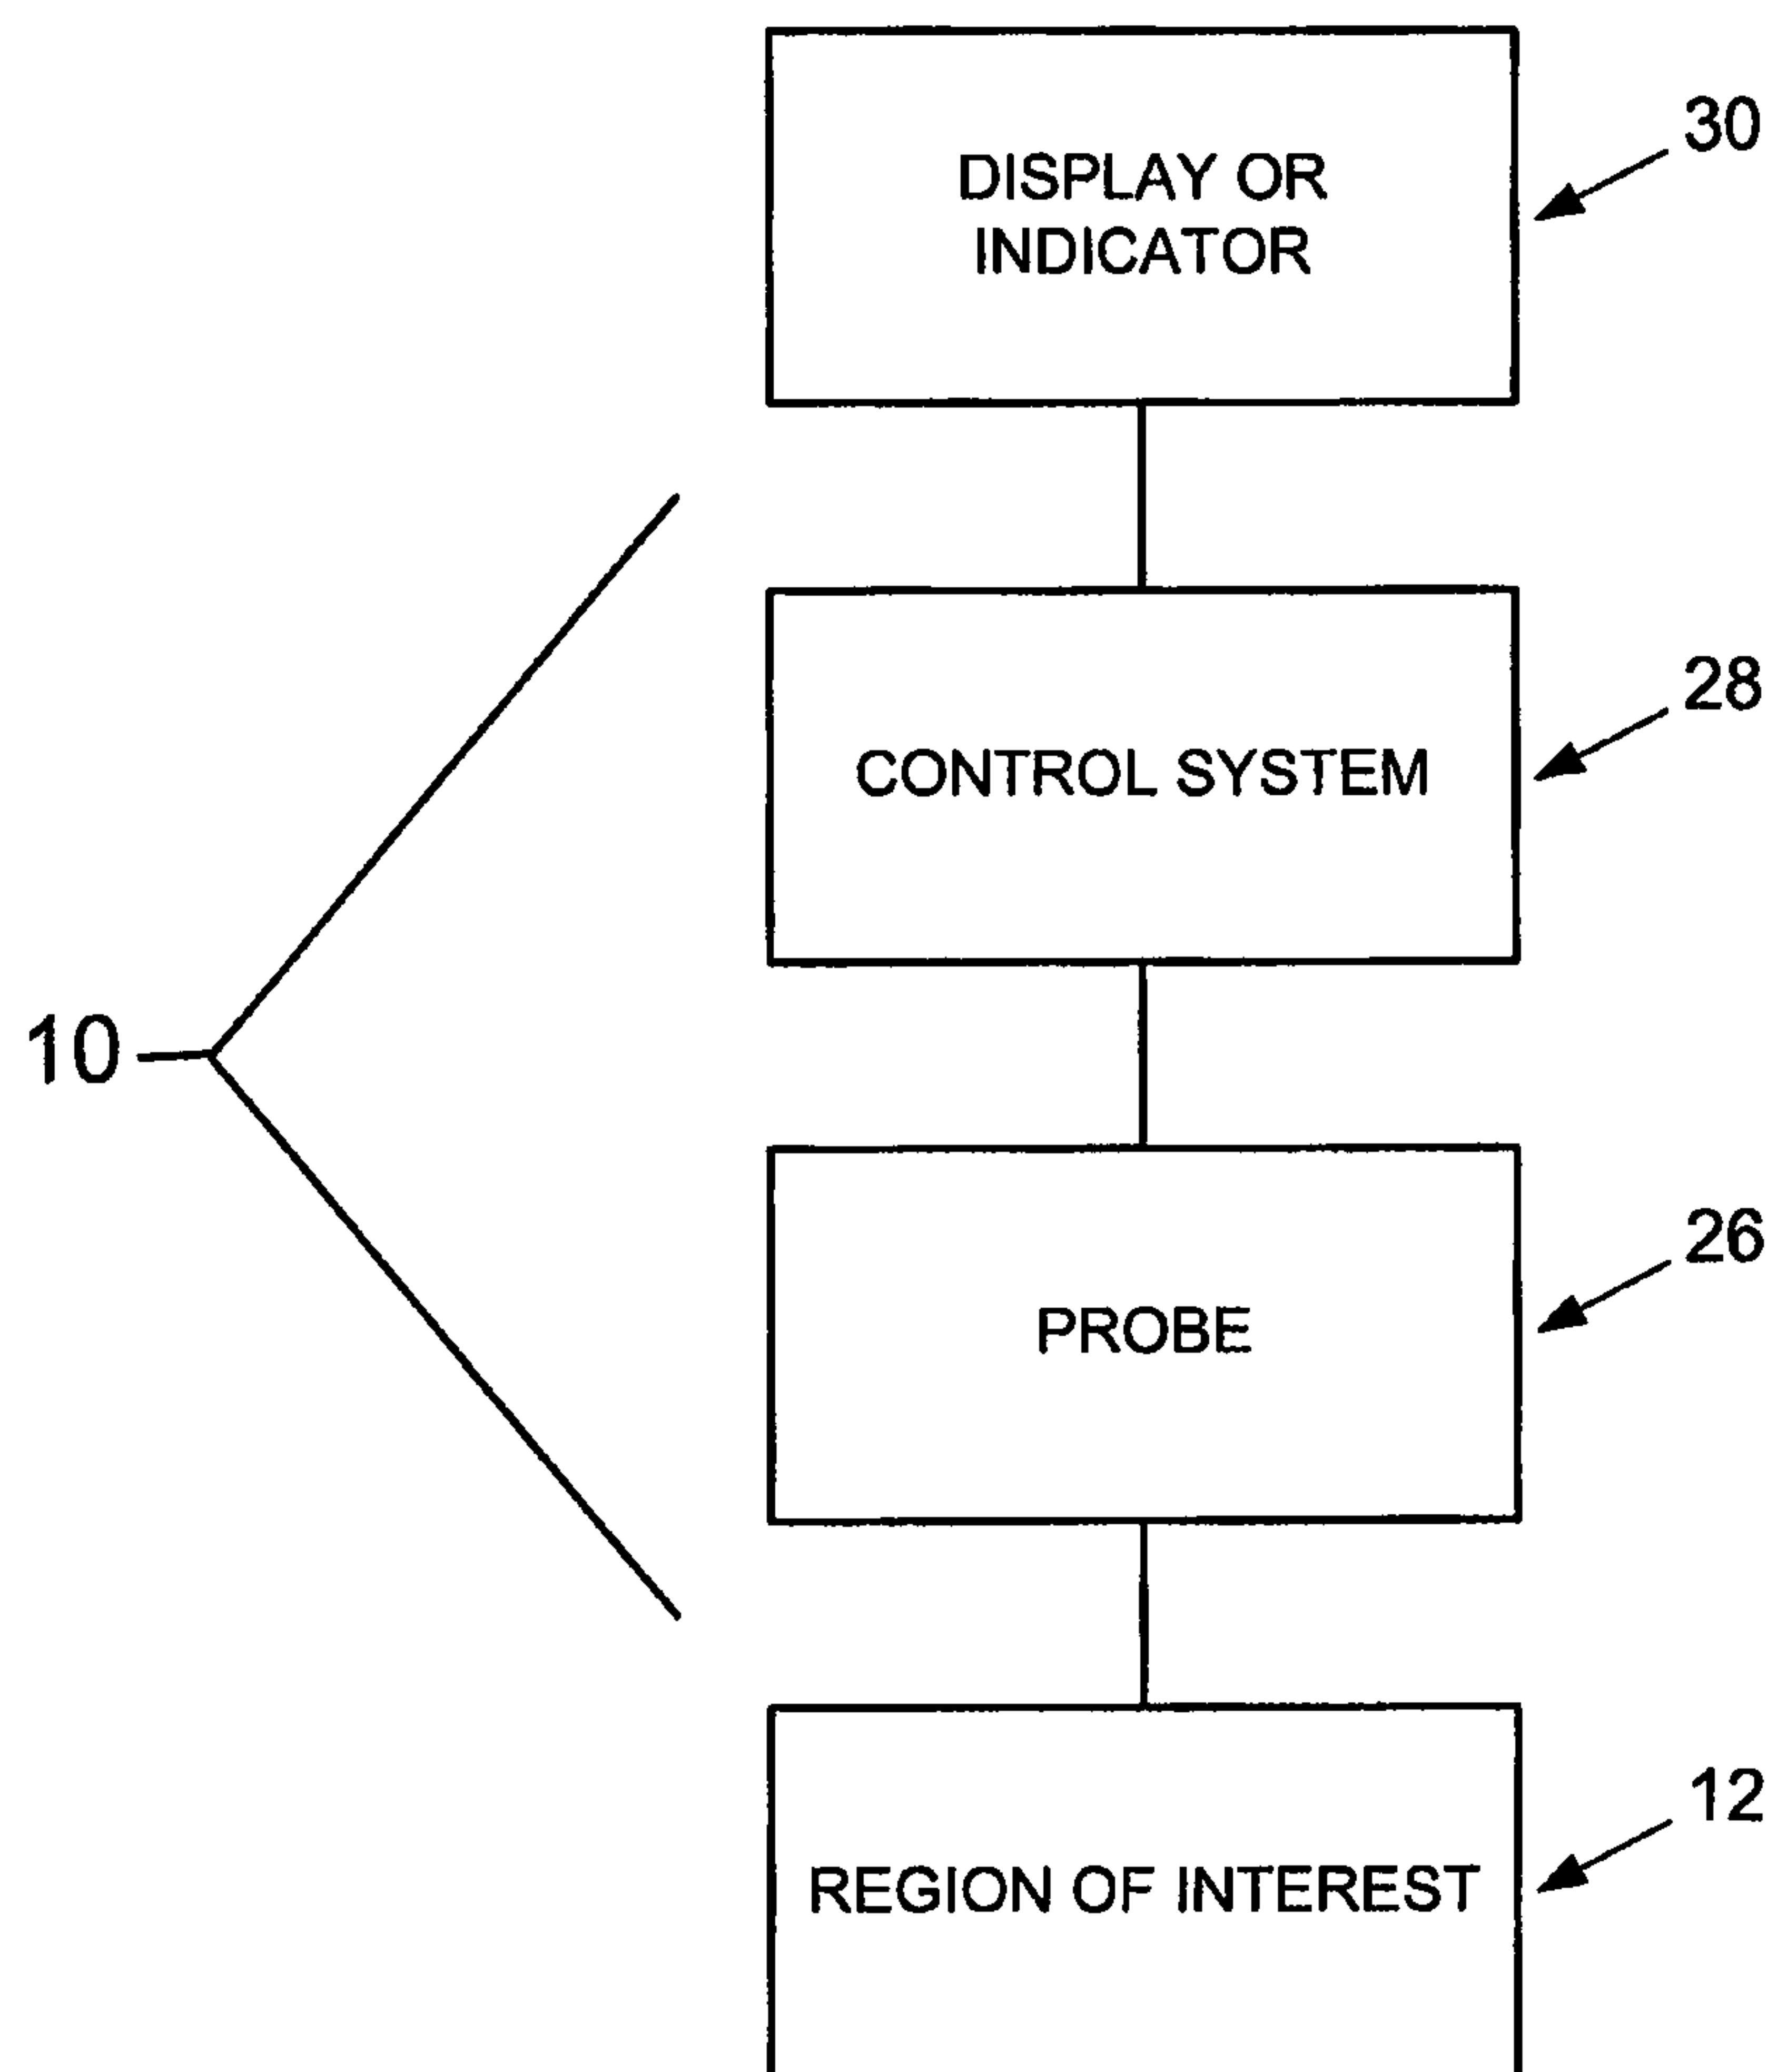 30
DISPLAY OR
INDICATOR
28
CONTROL SYSTEM
10
26
PROBE
12
REGION OF INTEREST